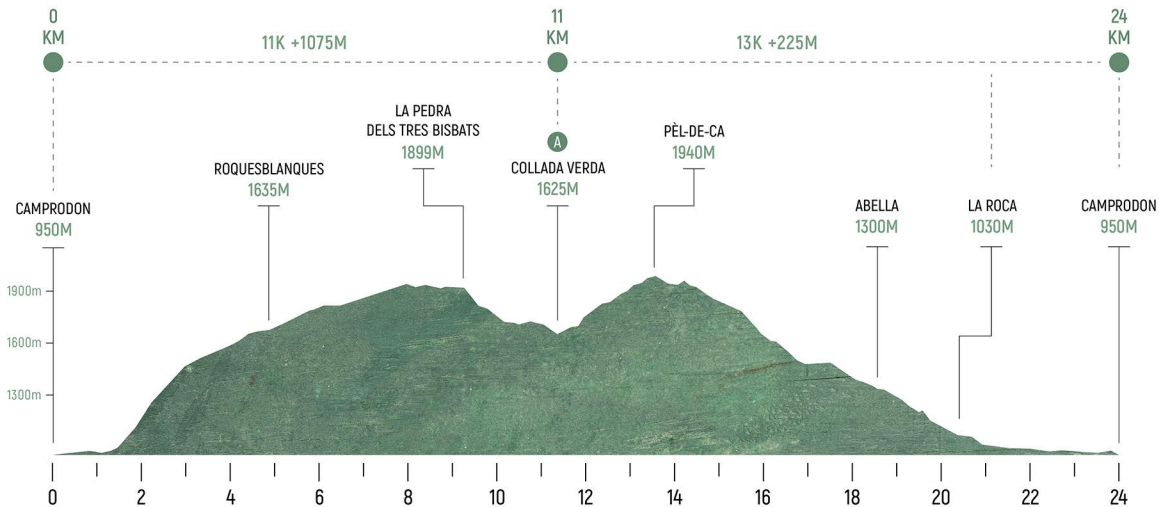 0
KM
11K +1075M
11
KM
13K +225M
24
KM
LA PEDRA
DELS TRES BISBATS
1899M
A
PÈL-DE-CA
1940M
ROQUESBLANQUES
1635M
COLLADA VERDA
1625M
CAMPRODON
950M
ABELLA
1300M
LA ROCA
1030M
CAMPRODON
950M
1900m
1600m
1300m
0 2 4 6 8 10 12 14 16 18 20 22 24